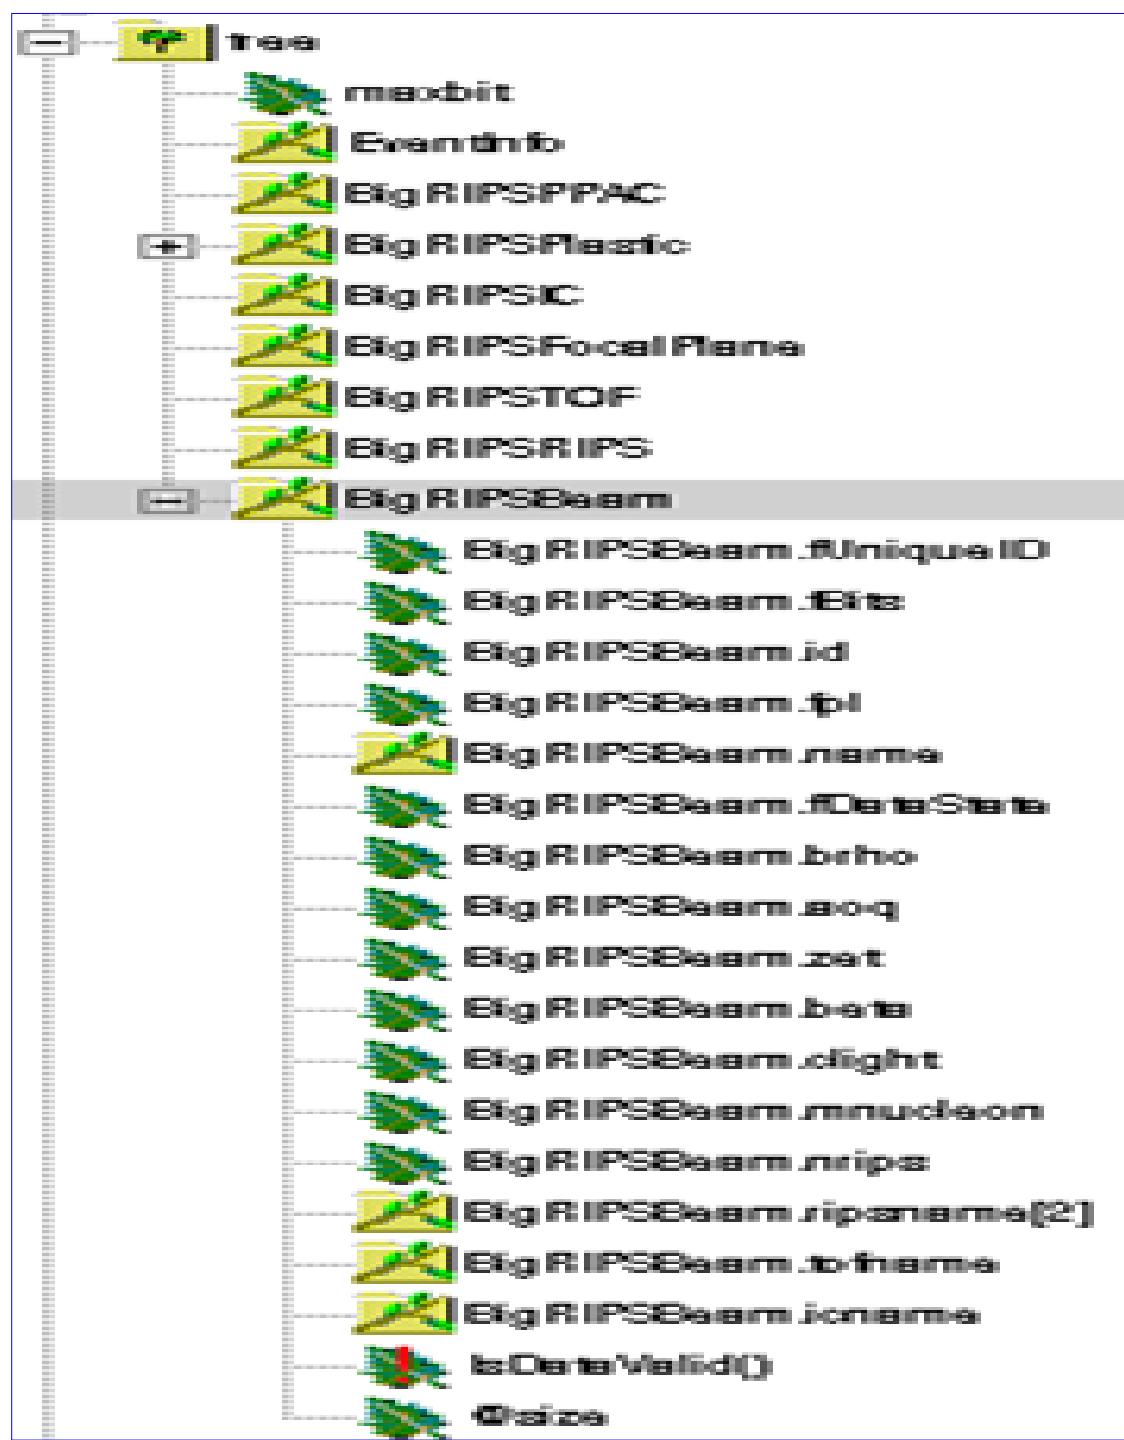 tree
maxbit
EventInfo
BigRIPSPPAC
BigRIPSPlastic
BigRIPSIC
BigRIPSFocalPlane
BigRIPSTOF
BigRIPSRIPS
BigRIPSBeam
BigRIPSBeam.fUniqueID
BigRIPSBeam.fBits
BigRIPSBeam.id
BigRIPSBeam.fpl
BigRIPSBeam.name
BigRIPSBeam.fDataState
BigRIPSBeam.brho
BigRIPSBeam.aoq
BigRIPSBeam.zet
BigRIPSBeam.beta
BigRIPSBeam.clight
BigRIPSBeam.mnucleon
BigRIPSBeam.nrips
BigRIPSBeam.ripsname[2]
BigRIPSBeam.tofname
BigRIPSBeam.icname
IsDataValid()
@size